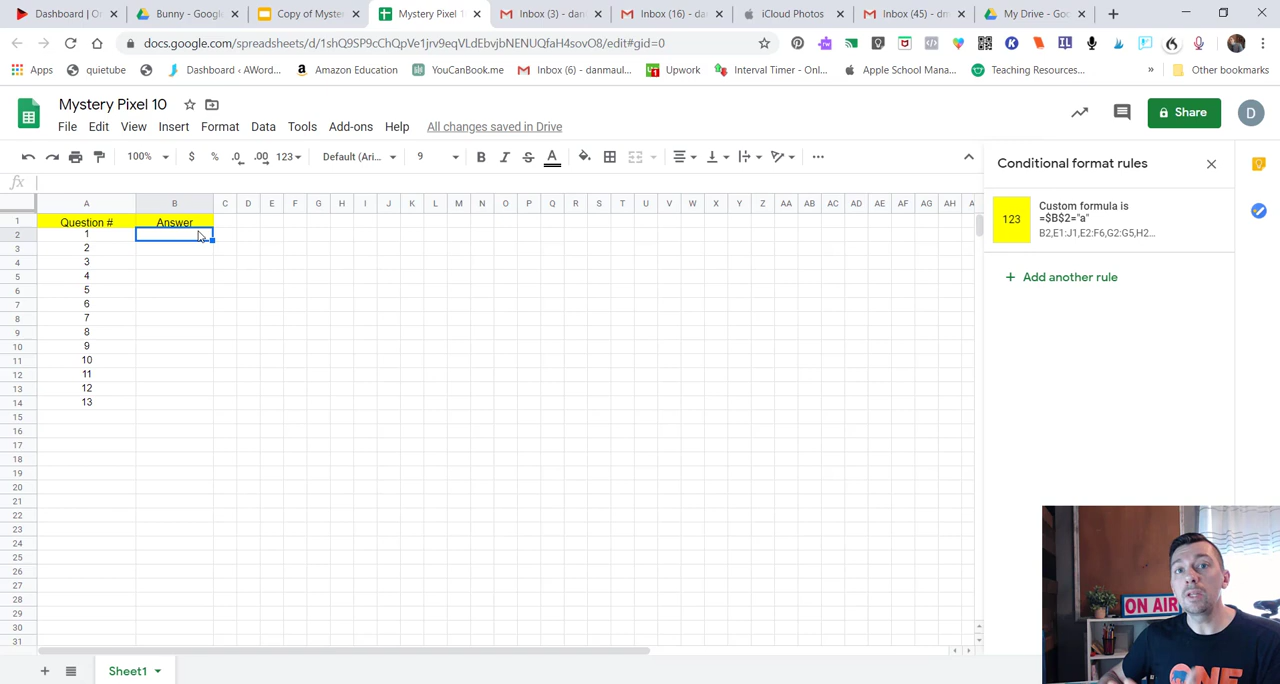 Dashboard | Or
Bunny - Google
Copy of Myster
Mystery Pixel 1
Inbox (3) - dan
Inbox (16) - da
iCloud Photos
Inbox (45) - dm
My Drive - Goo
docs.google.com/spreadsheets/d/1shQ9SP9cChQpVe1jrv9eqVLdEbvjbNENUQfaH4sovO8/edit#gid=0
Apps
quietube
Dashboard ‹ AWord...
Amazon Education
YouCanBook.me
Inbox (6) - danmaul...
Upwork
Interval Timer - Onl...
Apple School Mana...
Teaching Resources...
»
Other bookmarks
Mystery Pixel 10
File Edit View Insert Format Data Tools Add-ons Help All changes saved in Drive
Share
D
100% $ % .0 .00 123 Default (Ari... 9 B I S A
fx
Conditional format rules
123
Custom formula is
=$B$2="a"
B2,E1:J1,E2:F6,G2:G5,H2...
+ Add another rule
A B C D E F G H I J K L M N O P Q R S T U V W X Y Z AA AB AC AD AE AF AG AH A
1 Question # Answer
2 1
3 2
4 3
5 4
6 5
7 6
8 7
9 8
10 9
11 10
12 11
13 12
14 13
15
16
17
18
19
20
21
22
23
24
25
26
27
28
29
30
31
Sheet1
ON AIR
ONE